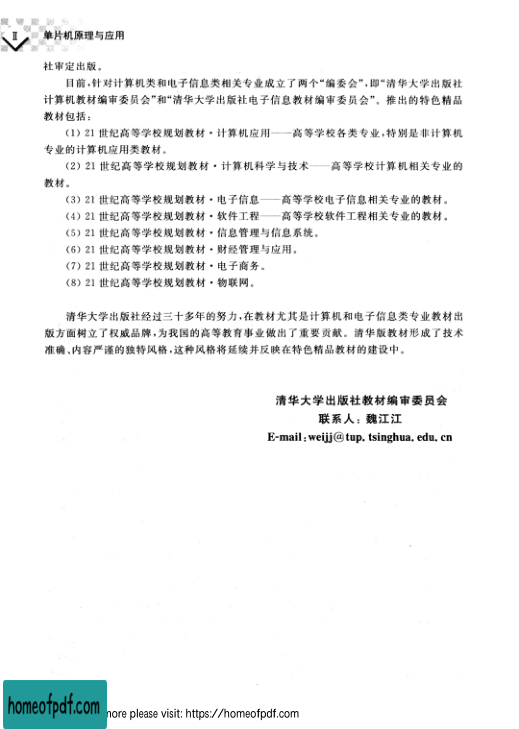 Ⅱ 单片机原理与应用
社审定出版。
目前,针对计算机类和电子信息类相关专业成立了两个“编委会”,即“清华大学出版社
计算机教材编审委员会”和“清华大学出版社电子信息教材编审委员会”。推出的特色精品
教材包括:
(1) 21 世纪高等学校规划教材·计算机应用——高等学校各类专业,特别是非计算机
专业的计算机应用类教材。
(2) 21 世纪高等学校规划教材·计算机科学与技术——高等学校计算机相关专业的
教材。
(3) 21 世纪高等学校规划教材·电子信息——高等学校电子信息相关专业的教材。
(4) 21 世纪高等学校规划教材·软件工程——高等学校软件工程相关专业的教材。
(5) 21 世纪高等学校规划教材·信息管理与信息系统。
(6) 21 世纪高等学校规划教材·财经管理与应用。
(7) 21 世纪高等学校规划教材·电子商务。
(8) 21 世纪高等学校规划教材·物联网。
清华大学出版社经过三十多年的努力,在教材尤其是计算机和电子信息类专业教材出
版方面树立了权威品牌,为我国的高等教育事业做出了重要贡献。清华版教材形成了技术
准确、内容严谨的独特风格,这种风格将延续并反映在特色精品教材的建设中。
清华大学出版社教材编审委员会
联系人: 魏江江
E-mail:weijj@tup.tsinghua.edu.cn
homeofpdf.com more please visit: https://homeofpdf.com